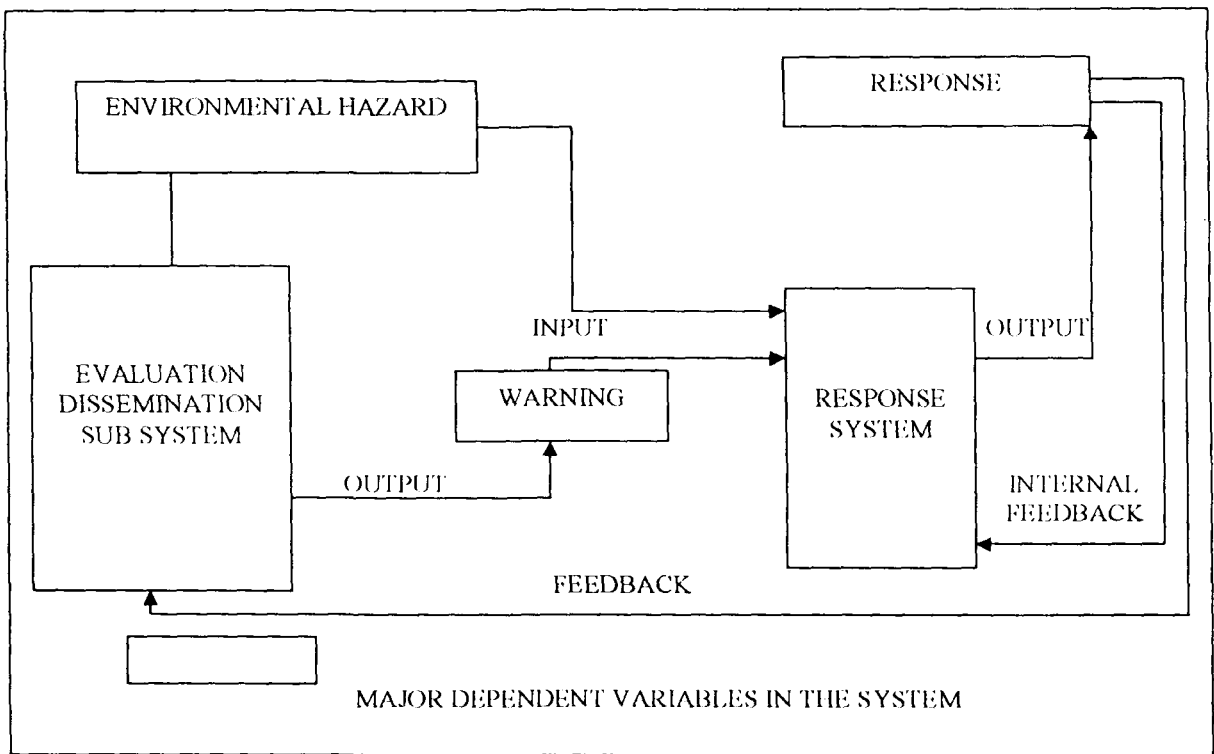 ENVIRONMENTAL HAZARD
RESPONSE
INPUT
OUTPUT
EVALUATION
DISSEMINATION
SUB SYSTEM
WARNING
RESPONSE
SYSTEM
OUTPUT
INTERNAL
FEEDBACK
FEEDBACK
MAJOR DEPENDENT VARIABLES IN THE SYSTEM